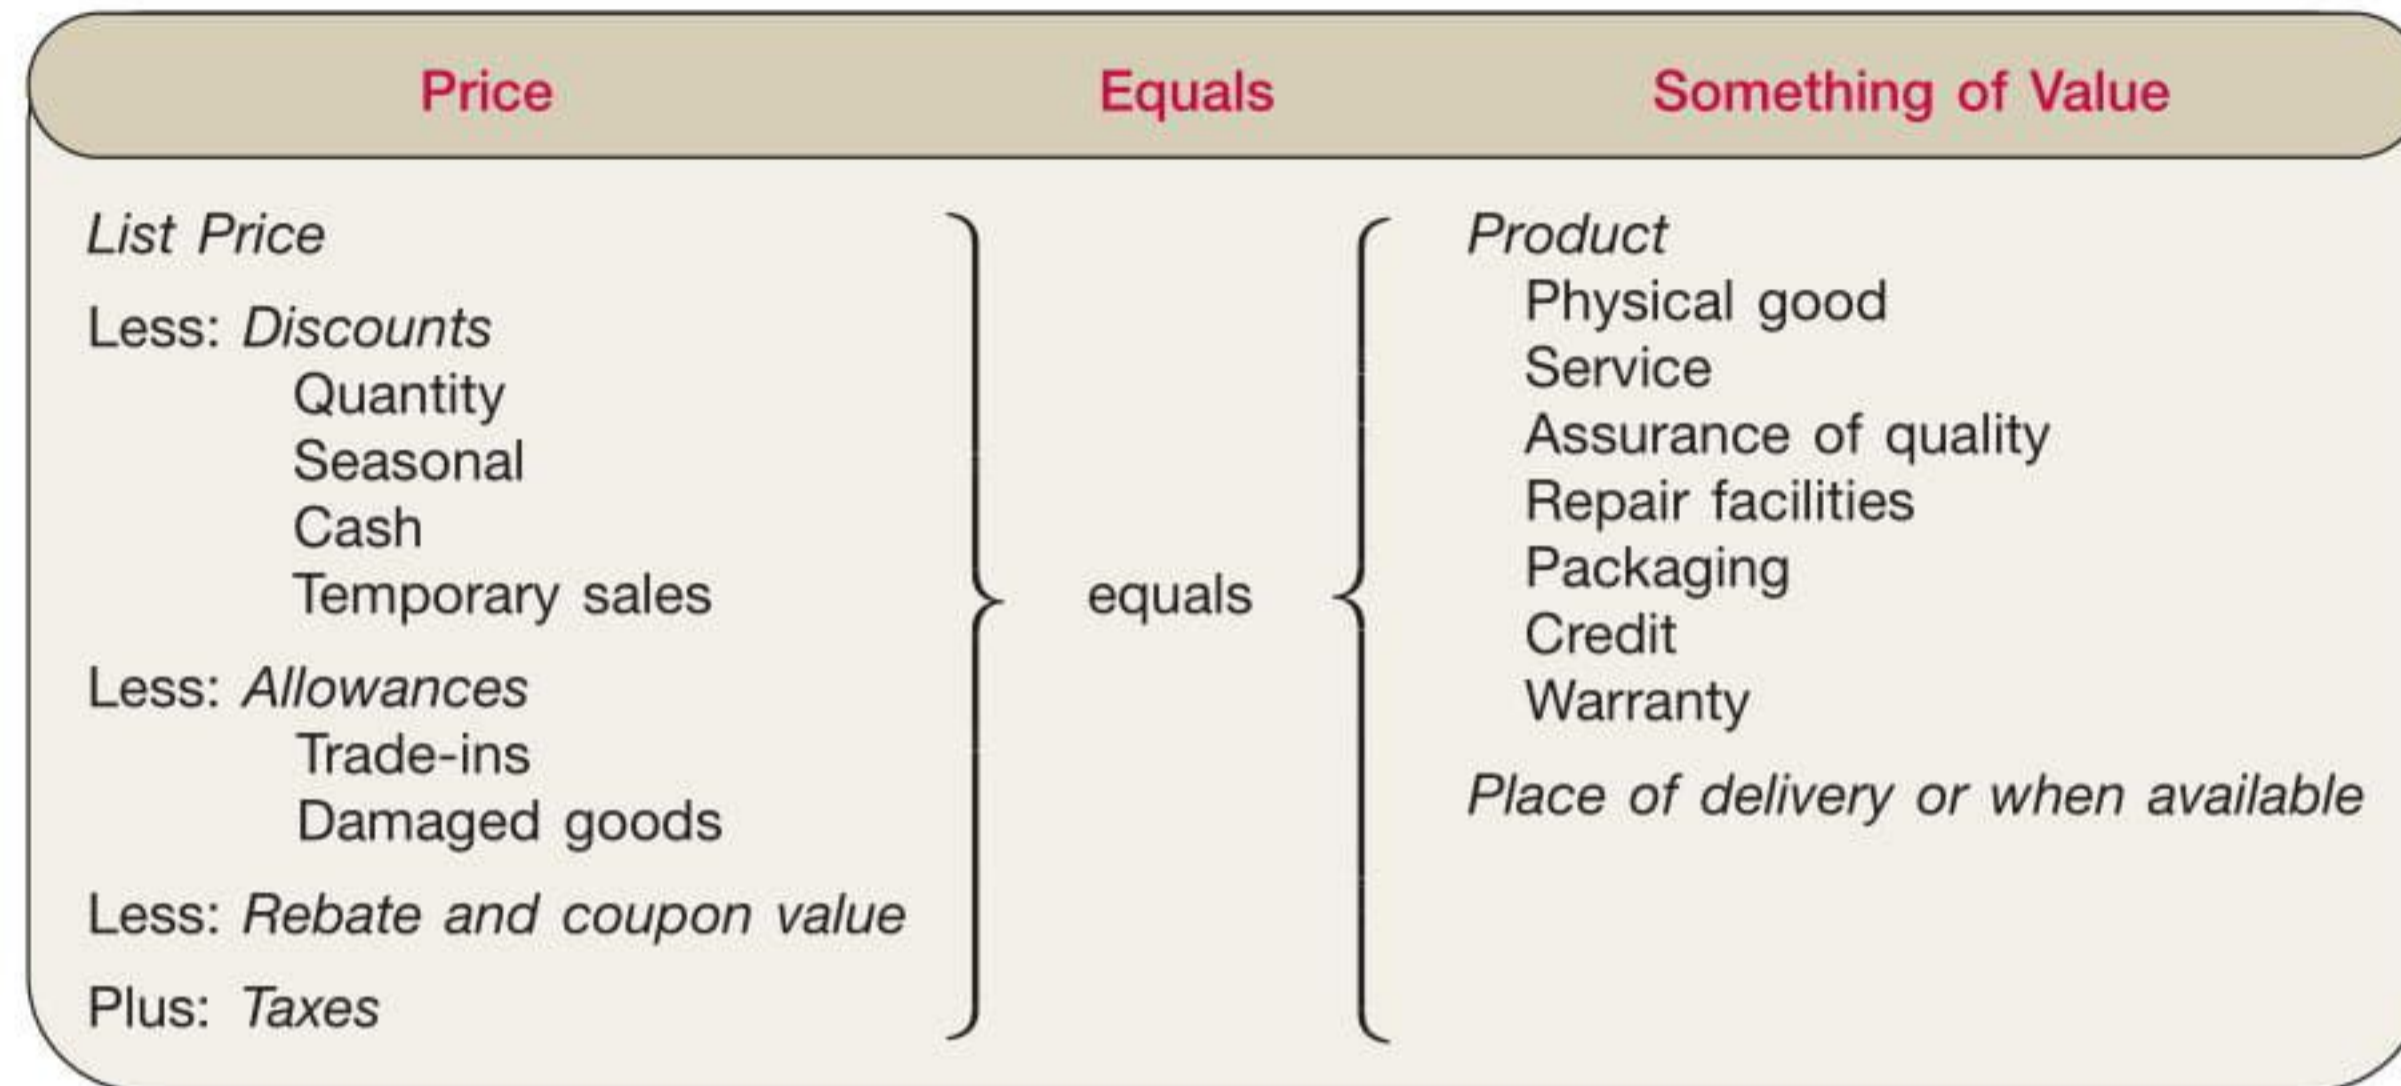 Price Equals Something of Value
List Price
Less: Discounts
Quantity
Seasonal
Cash
Temporary sales
Less: Allowances
Trade-ins
Damaged goods
Less: Rebate and coupon value
Plus: Taxes
equals
Product
Physical good
Service
Assurance of quality
Repair facilities
Packaging
Credit
Warranty
Place of delivery or when available